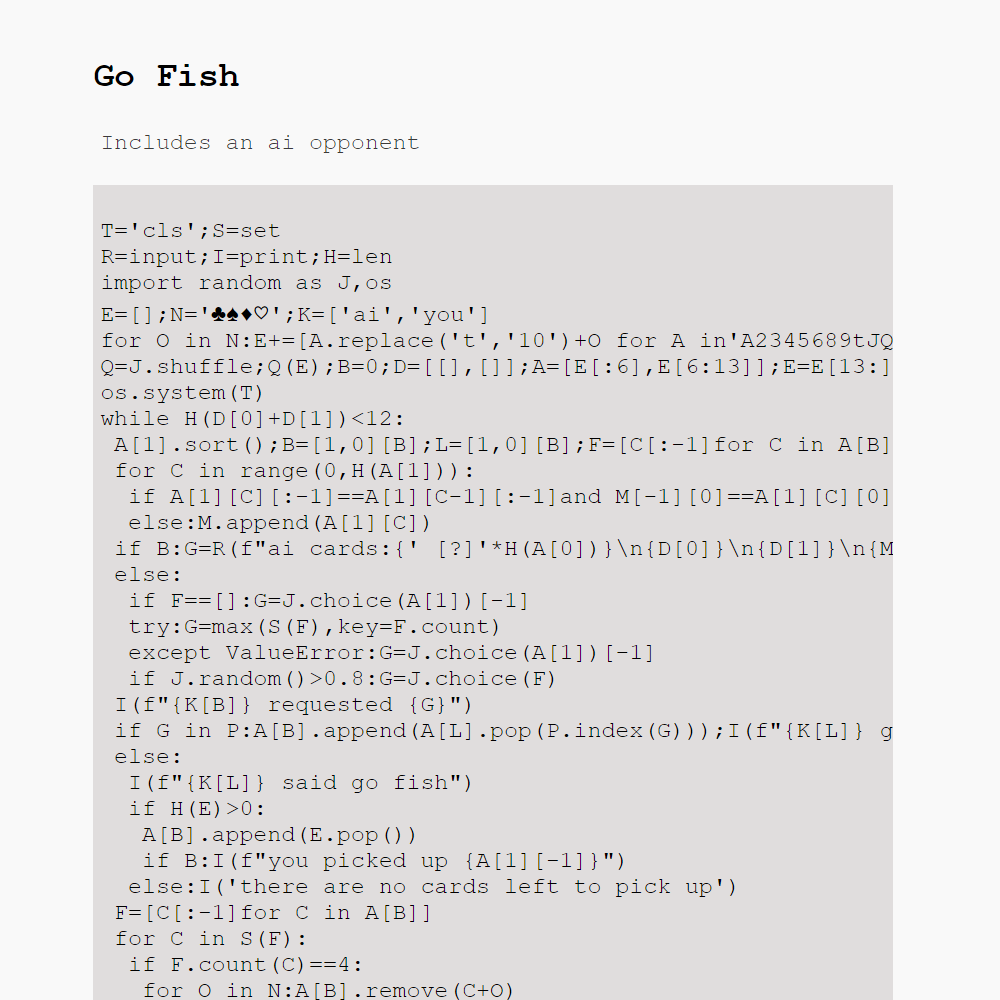 Go Fish
Includes an ai opponent
T='cls';S=set
R=input;I=print;H=len
import random as J,os
E=[];N='♣♠♦♡';K=['ai','you']
for O in N:E+=[A.replace('t','10')+O for A in'A2345689tJQ
Q=J.shuffle;Q(E);B=0;D=[[],[]];A=[E[:6],E[6:13]];E=E[13:]
os.system(T)
while H(D[0]+D[1])<12:
 A[1].sort();B=[1,0][B];L=[1,0][B];F=[C[:-1]for C in A[B]
 for C in range(0,H(A[1])):
  if A[1][C][:-1]==A[1][C-1][:-1]and M[-1][0]==A[1][C][0]
  else:M.append(A[1][C])
 if B:G=R(f"ai cards:{' [?]'*H(A[0])}\n{D[0]}\n{D[1]}\n{M
 else:
  if F==[]:G=J.choice(A[1])[-1]
  try:G=max(S(F),key=F.count)
  except ValueError:G=J.choice(A[1])[-1]
  if J.random()>0.8:G=J.choice(F)
 I(f"{K[B]} requested {G}")
 if G in P:A[B].append(A[L].pop(P.index(G)));I(f"{K[L]} g
 else:
  I(f"{K[L]} said go fish")
  if H(E)>0:
   A[B].append(E.pop())
   if B:I(f"you picked up {A[1][-1]}")
  else:I('there are no cards left to pick up')
 F=[C[:-1]for C in A[B]]
 for C in S(F):
  if F.count(C)==4:
   for O in N:A[B].remove(C+O)